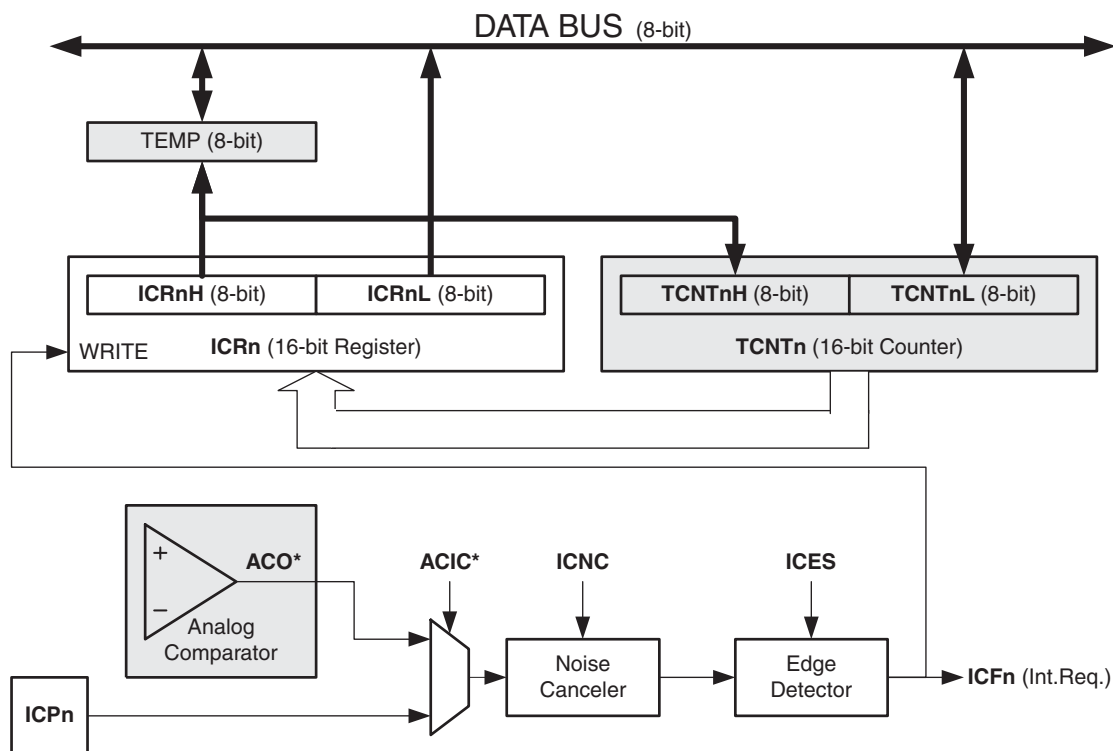 DATA BUS (8-bit)
TEMP (8-bit)
ICRnH (8-bit)
ICRnL (8-bit)
TCNTnH (8-bit)
TCNTnL (8-bit)
WRITE
ICRn (16-bit Register)
TCNTn (16-bit Counter)
+
−
ACO*
Analog
Comparator
ACIC*
ICNC
ICES
Noise
Canceler
Edge
Detector
ICFn (Int.Req.)
ICPn